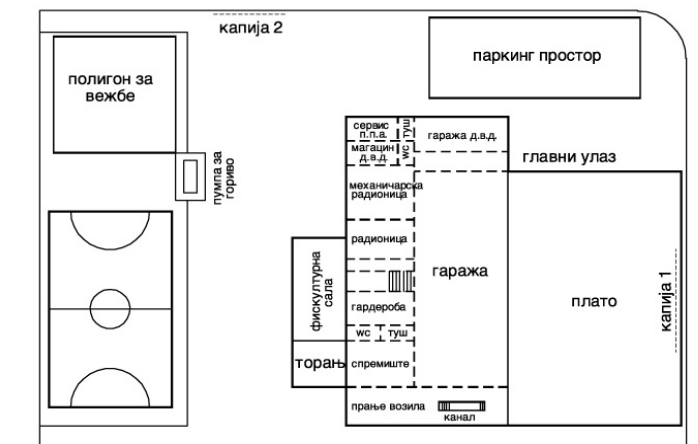 капија 2
паркинг простор
полигон за
вежбе
сервис
п.п.а.
туш
гаража д.в.д.
магацин
д.в.д.
wc
главни улаз
пумпа за
гориво
механичарска
радионица
радионица
фискултурна
сала
гаража
плато
капија 1
гардероба
wc
туш
торањ
спремиште
прање возила
канал